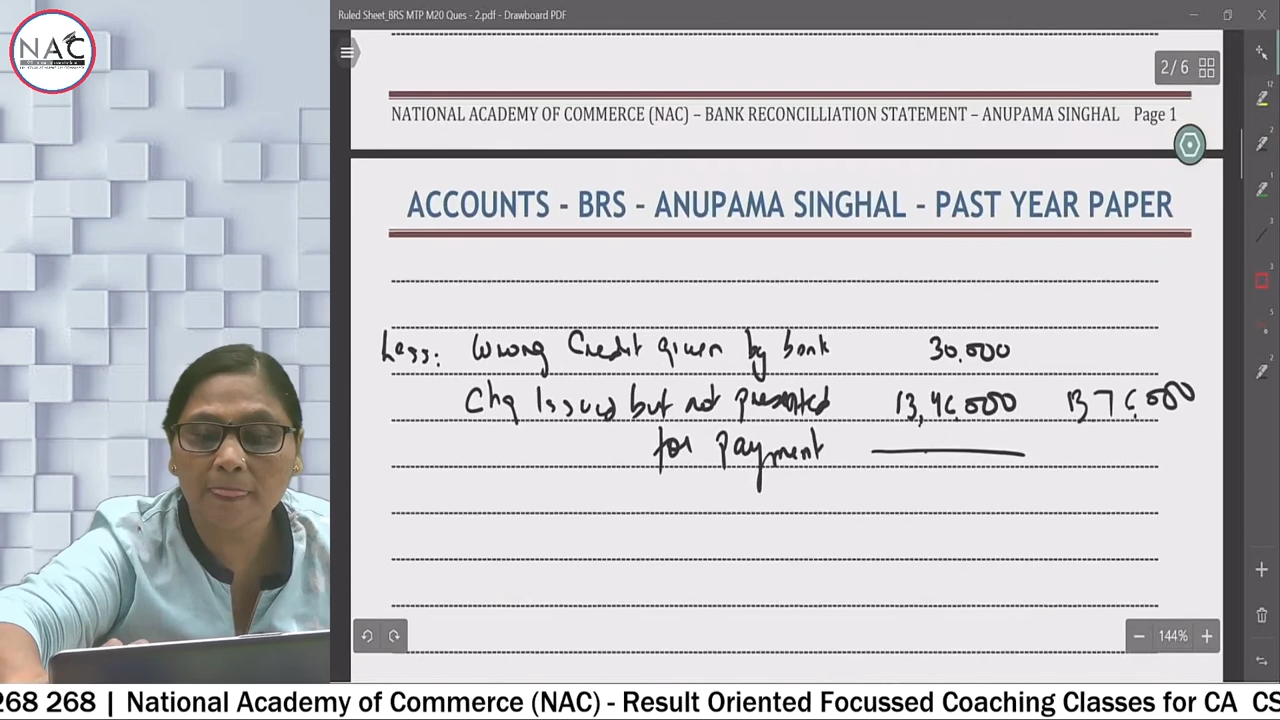 Ruled Sheet_BRS MTP M20 Ques - 2.pdf - Drawboard PDF
NAC
2 / 6
NATIONAL ACADEMY OF COMMERCE (NAC) – BANK RECONCILLIATION STATEMENT – ANUPAMA SINGHAL Page 1
ACCOUNTS - BRS - ANUPAMA SINGHAL - PAST YEAR PAPER
Less: Wrong Credit given by bank 30,000
Chq Issued but not presented 13,46,000 13,76,000
for payment
144%
268 268 | National Academy of Commerce (NAC) - Result Oriented Focussed Coaching Classes for CA CS